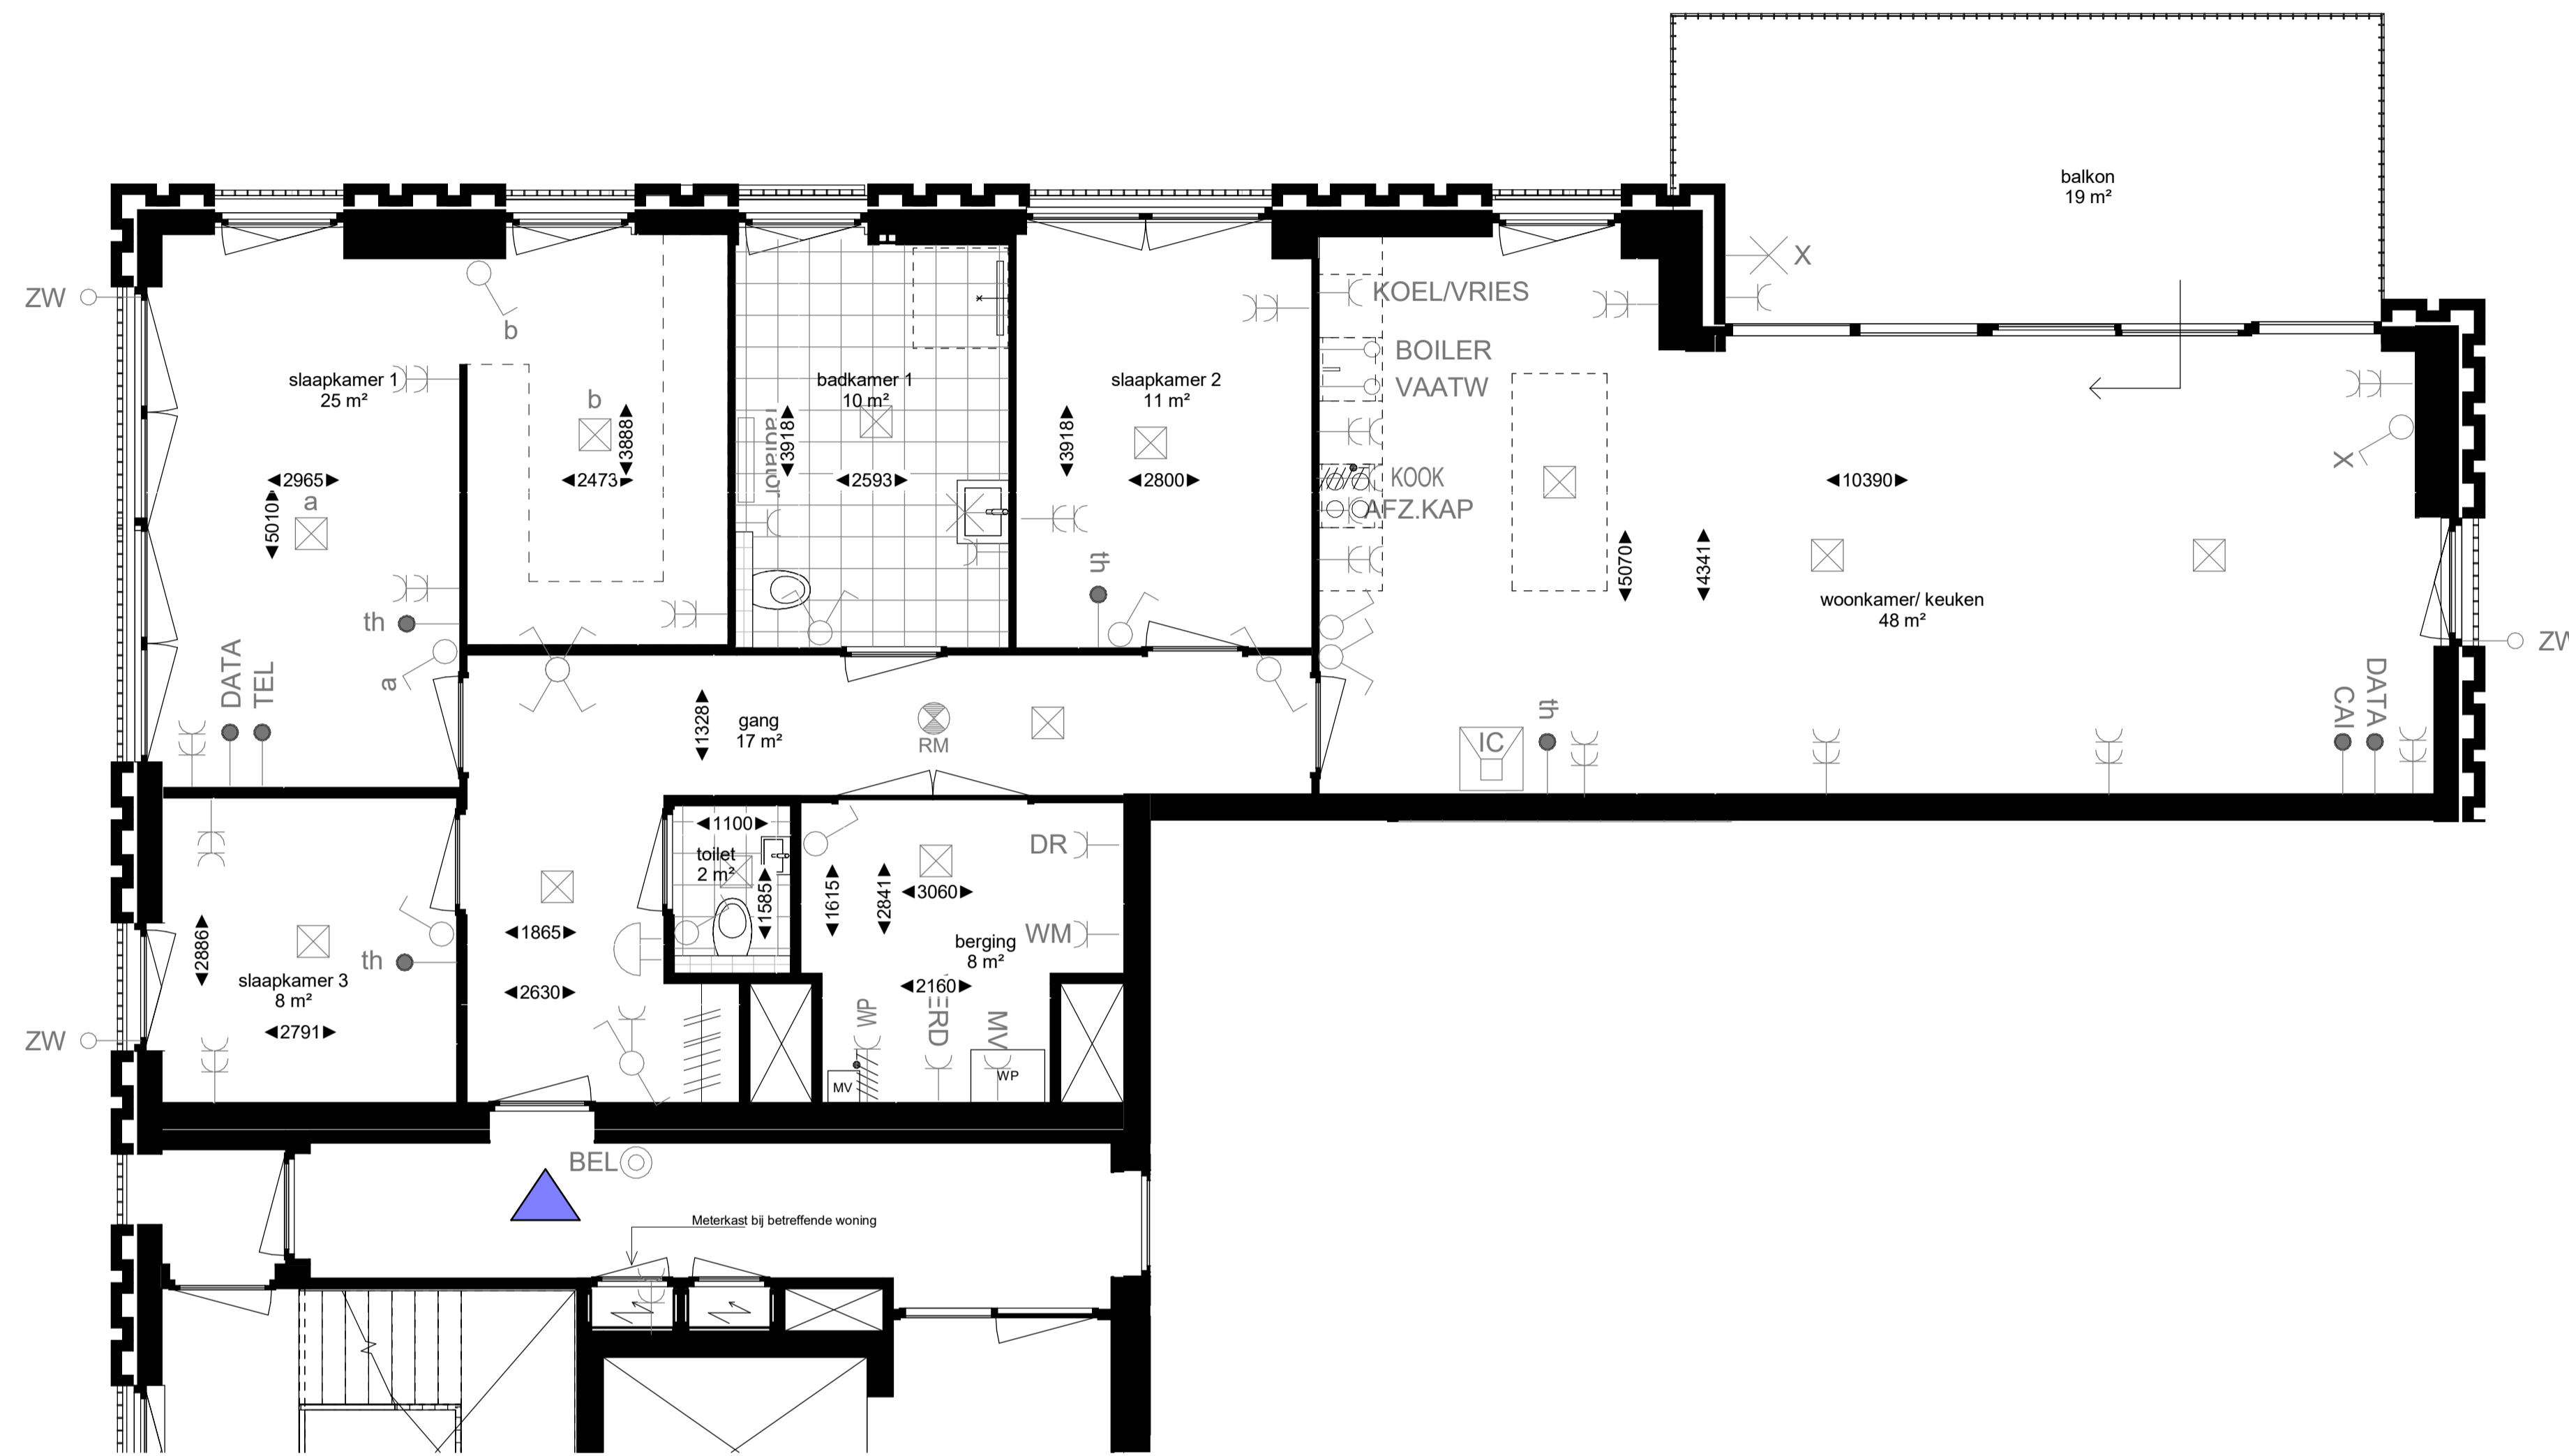 balkon
19 m²
X
ZW
KOEL/VRIES
b
BOILER
VAATW
slaapkamer 1
25 m²
b
3888
badkamer 1
10 m²
3918
slaapkamer 2
11 m²
3918
2965
2473
2593
2800
KOOK
10390
X
a
5010
radiator
AFZ.KAP
th
5070
4341
woonkamer/ keuken
48 m²
th
ZW
DATA
TEL
a
1328
gang
17 m²
RM
IC
th
CAI
DATA
1100
toilet
2 m²
1585
1615
2841
3060
DR
1865
WM
berging
8 m²
2886
th
slaapkamer 3
8 m²
2630
2160
2791
WP
MV
ZW
MV
WP
BEL
Meterkast bij betreffende woning